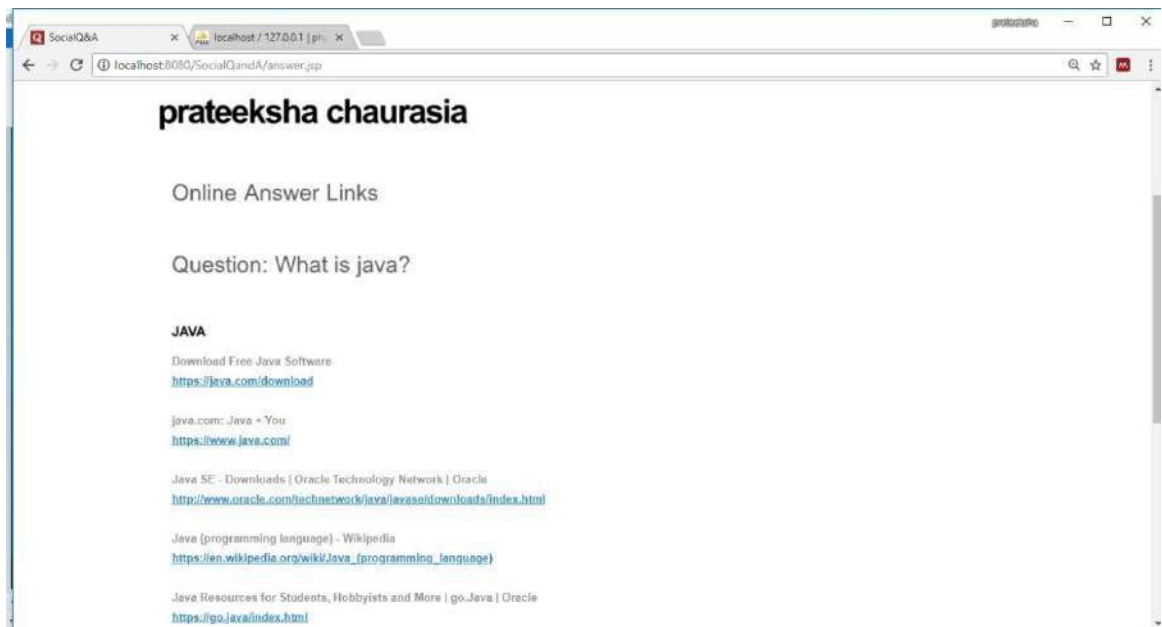 SocialQ&A
localhost / 127.0.0.1 | ph
localhost:8080/SocialQandA/answer.jsp
prateeksha chaurasia
Online Answer Links
Question: What is java?
JAVA
Download Free Java Software
https://java.com/download
java.com: Java + You
https://www.java.com/
Java SE - Downloads | Oracle Technology Network | Oracle
http://www.oracle.com/technetwork/java/javase/downloads/index.html
Java (programming language) - Wikipedia
https://en.wikipedia.org/wiki/Java_(programming_language)
Java Resources for Students, Hobbyists and More | go.Java | Oracle
https://go.java/index.html